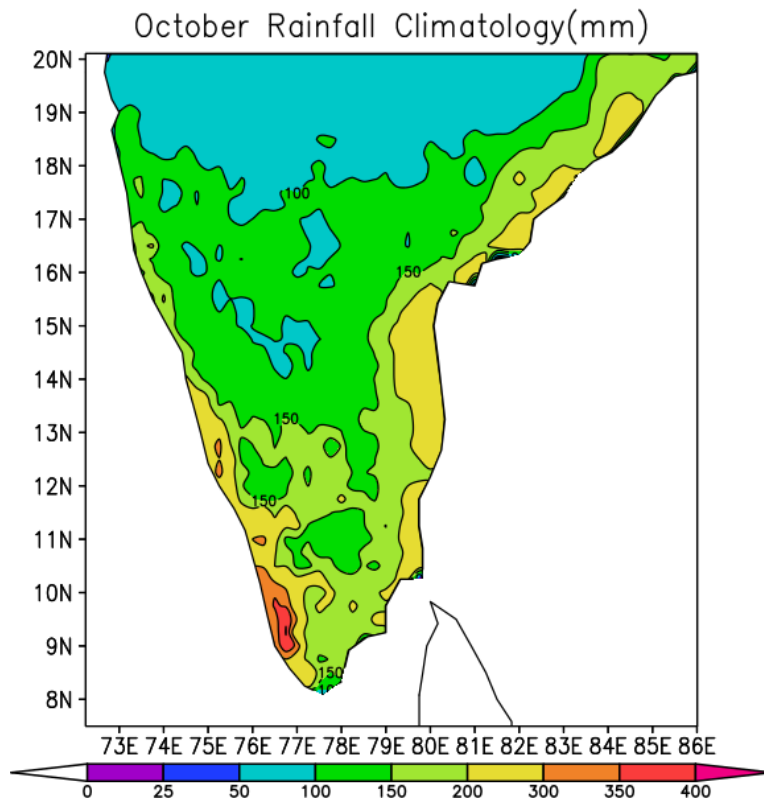 October Rainfall Climatology(mm)
20N
19N
18N
100
17N
16N
150
15N
14N
150
13N
12N
150
11N
10N
9N
150
8N
73E 74E 75E 76E 77E 78E 79E 80E 81E 82E 83E 84E 85E 86E
0 25 50 100 150 200 300 350 400